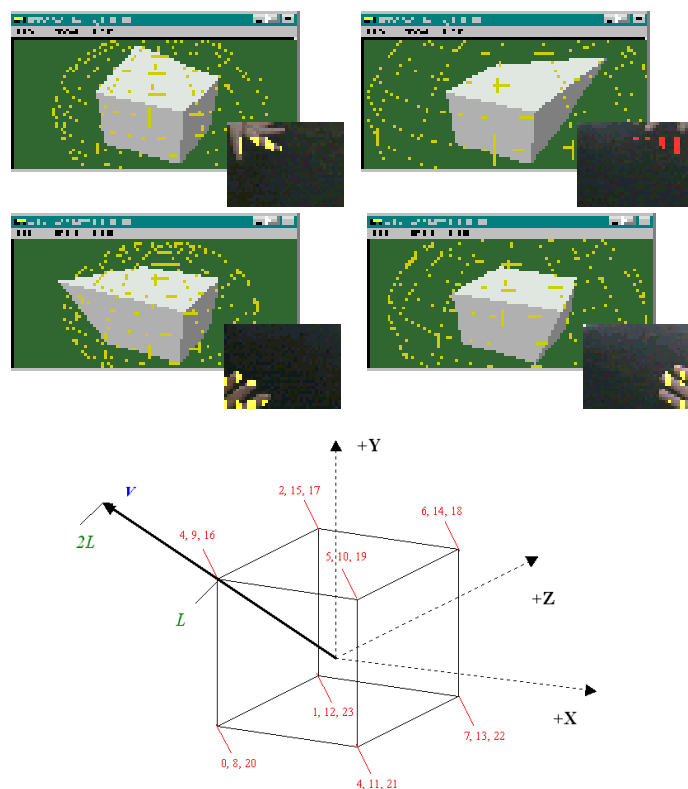 +Y
V
2, 15, 17
6, 14, 18
4, 9, 16
2L
5, 10, 19
+Z
L
1, 12, 23
+X
7, 13, 22
0, 8, 20
4, 11, 21